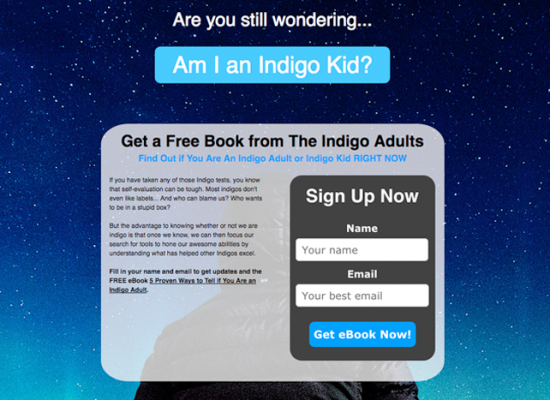 Are you still wondering...
Am I an Indigo Kid?
Get a Free Book from The Indigo Adults
Find Out if You Are An Indigo Adult or Indigo Kid RIGHT NOW
If you have taken any of those Indigo tests, you know
that self-evaluation can be tough. Most indigos don't
even like labels... And who can blame us? Who wants
to be in a stupid box?
But the advantage to knowing whether or not we are
indigo is that once we know, we can then focus our
search for tools to hone our awesome abilities by
understanding what has helped other Indigos excel.
Fill in your name and email to get updates and the
FREE eBook 5 Proven Ways to Tell if You Are an
Indigo Adult.
Sign Up Now
Name
Your name
Email
Your best email
Get eBook Now!